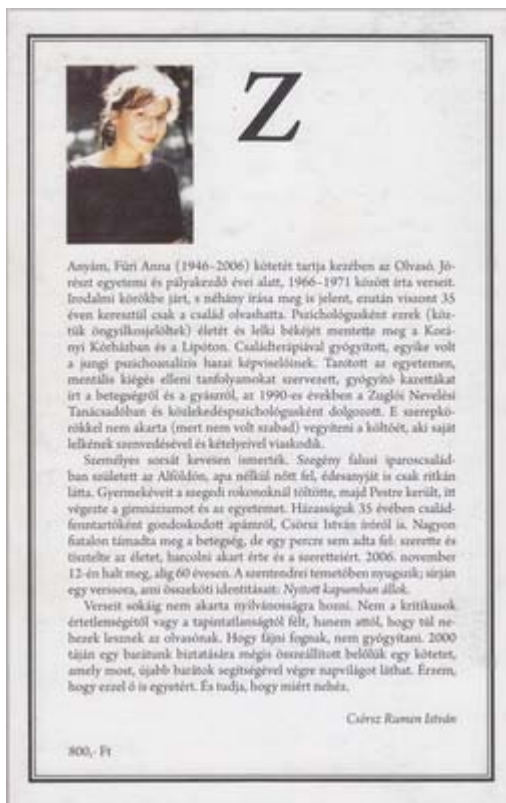 Z
Anyám, Füri Anna (1946–2006) kötetét tartja kezében az Olvasó. Jó-
részt egyetemi és pályakezdő évei alatt, 1966–1971 között írta verseit.
Irodalmi körökbe járt, s néhány írása meg is jelent, ezután viszont 35
éven keresztül csak a család olvashatta. Pszichológusként ezrek (köz-
tük öngyilkosjelöltek) életét és lelki békéjét mentette meg a Korá-
nyi Kórházban és a Lipóton. Családterápiával gyógyított, egyike volt
a jungi pszichoanalízis hazai képviselőinek. Tanított az egyetemen,
mentális kiégés elleni tanfolyamokat szervezett, gyógyító kazettákat
írt a betegségről és a gyászról, az 1990-es években a Zuglói Nevelési
Tanácsadóban és közlekedéspszichológusként dolgozott. E szerepkö-
rökkel nem akarta (mert nem volt szabad) vegyíteni a költőét, aki saját
lelkének szenvedésével és kételyeivel viaskodik.
Személyes sorsát kevesen ismerték. Szegény falusi iparoscsalád-
ban született az Alföldön, apa nélkül nőtt fel, édesanyját is csak ritkán
látta. Gyermekéveit a szegedi rokonoknál töltötte, majd Pestre került, itt
végezte a gimnáziumot és az egyetemet. Házasságuk 35 évében család-
fenntartóként gondoskodott apámról, Csörsz István íróról is. Nagyon
fiatalon támadta meg a betegség, de egy percre sem adta fel: szerette és
tisztelte az életet, harcolni akart érte és a szeretteiért. 2006. november
12-én halt meg, alig 60 évesen. A szentendrei temetőben nyugszik; sírján
egy verssora, ami összeköti identitásait: Nyitott kapumban állok.
Verseit sokáig nem akarta nyilvánosságra hozni. Nem a kritikusok
értetlenségétől vagy a tapintatlanságtól félt, hanem attól, hogy túl ne-
hezek lesznek az olvasónak. Hogy fájni fognak, nem gyógyítani. 2000
táján egy barátunk biztatására mégis összeállított belőlük egy kötetet,
amely most, újabb barátok segítségével végre napvilágot láthat. Érzem,
hogy ezzel ő is egyetért. És tudja, hogy miért nehéz.
Csörsz Rumen István
800,- Ft